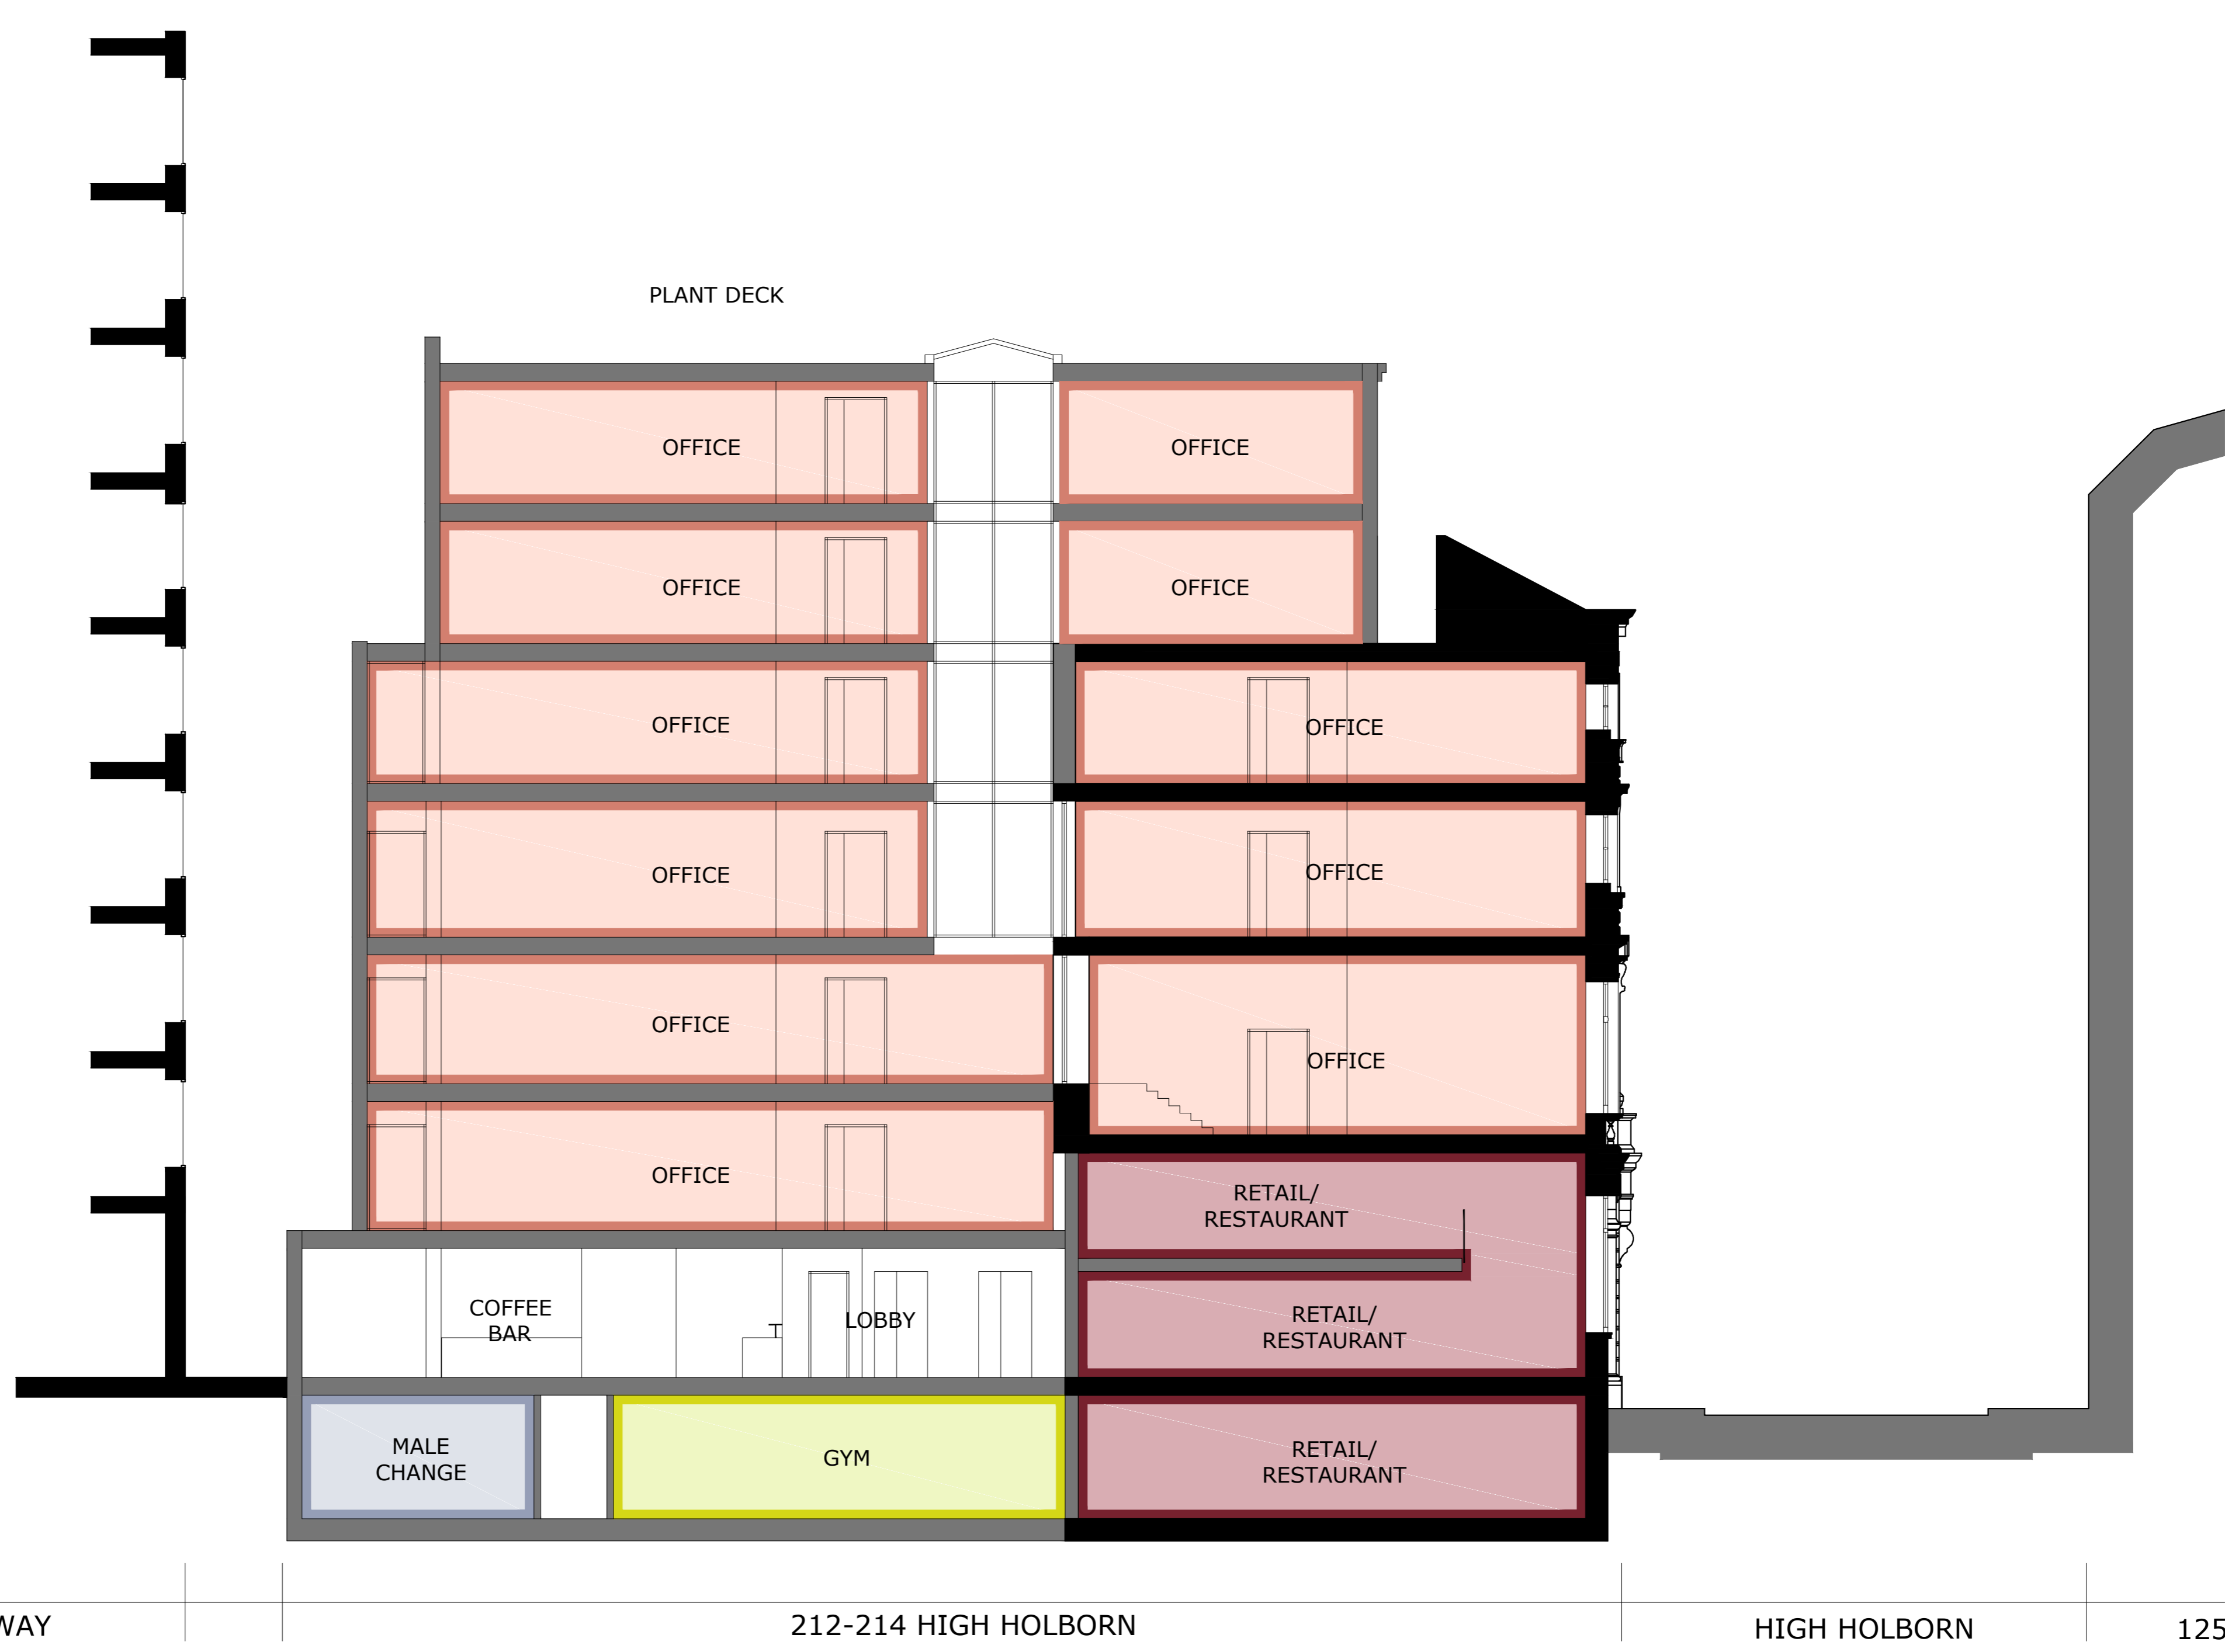 PLANT DECK
OFFICE
OFFICE
OFFICE
OFFICE
OFFICE
OFFICE
OFFICE
OFFICE
OFFICE
OFFICE
OFFICE
RETAIL/
RESTAURANT
COFFEE
BAR
T
LOBBY
RETAIL/
RESTAURANT
MALE
CHANGE
GYM
RETAIL/
RESTAURANT
WAY
212-214 HIGH HOLBORN
HIGH HOLBORN
125